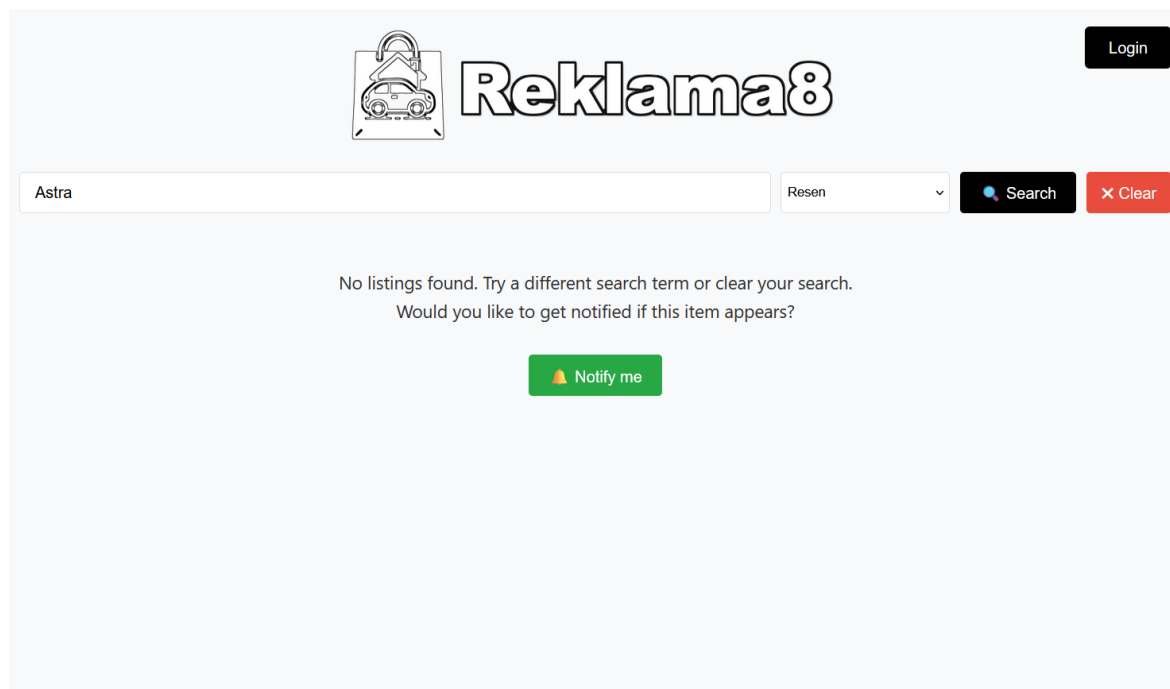 Reklama8
Login
Astra
Resen
🔍 Search
✕ Clear
No listings found. Try a different search term or clear your search.
Would you like to get notified if this item appears?
🔔 Notify me